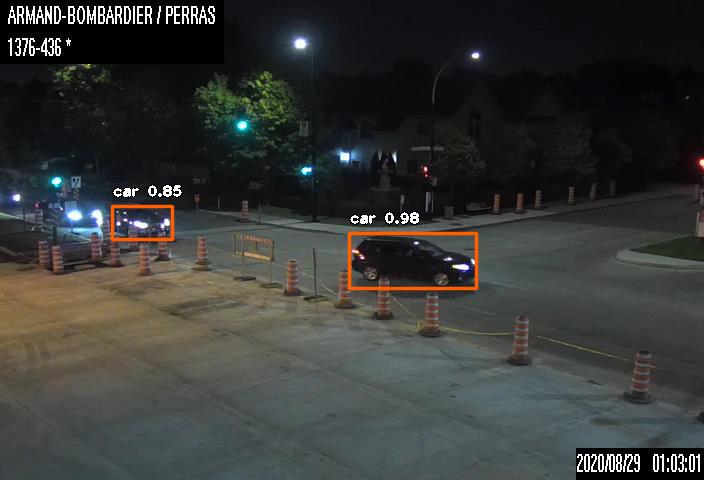 ARMAND-BOMBARDIER / PERRAS
1376-436 *
car 0.85
car 0.98
2020/08/29 01:03:01